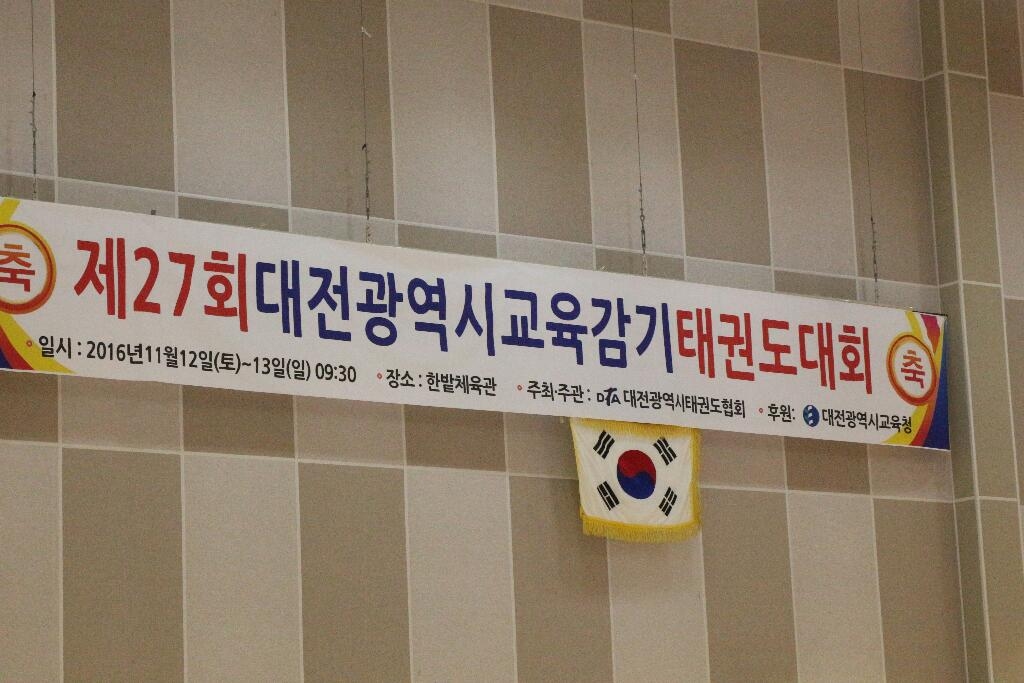 축 제27회대전광역시교육감기태권도대회 축
일시 : 2016년11월12일(토)~13일(일) 09:30 장소 : 한밭체육관 주최·주관 : DTA 대전광역시태권도협회 후원: 대전광역시교육청